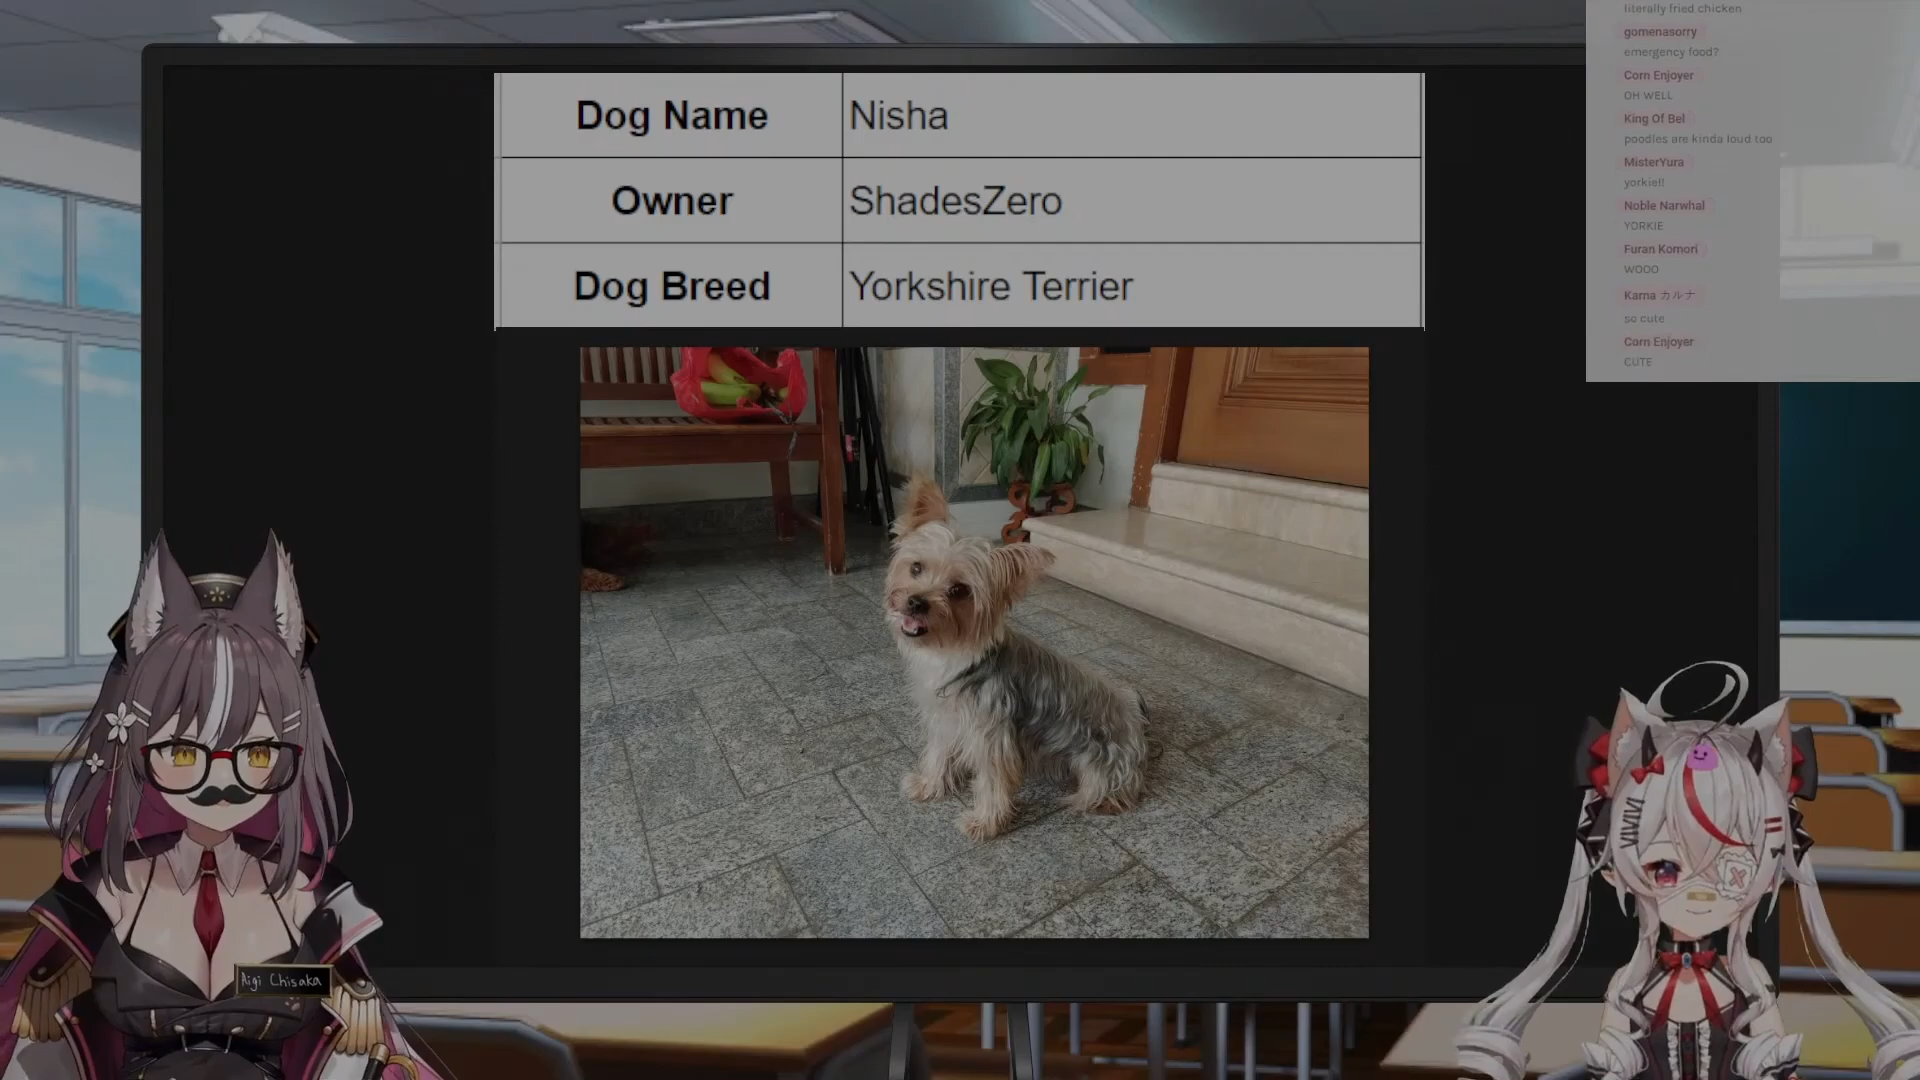 Dog Name Nisha
Owner ShadesZero
Dog Breed Yorkshire Terrier
literally fried chicken
gomenasorry
emergency food?
Corn Enjoyer
OH WELL
King Of Bel
poodles are kinda loud too
MisterYura
yorkie!!
Noble Narwhal
YORKIE
Furan Komori
WOOO
Karna カルナ
so cute
Corn Enjoyer
CUTE
Aigi Chisaka